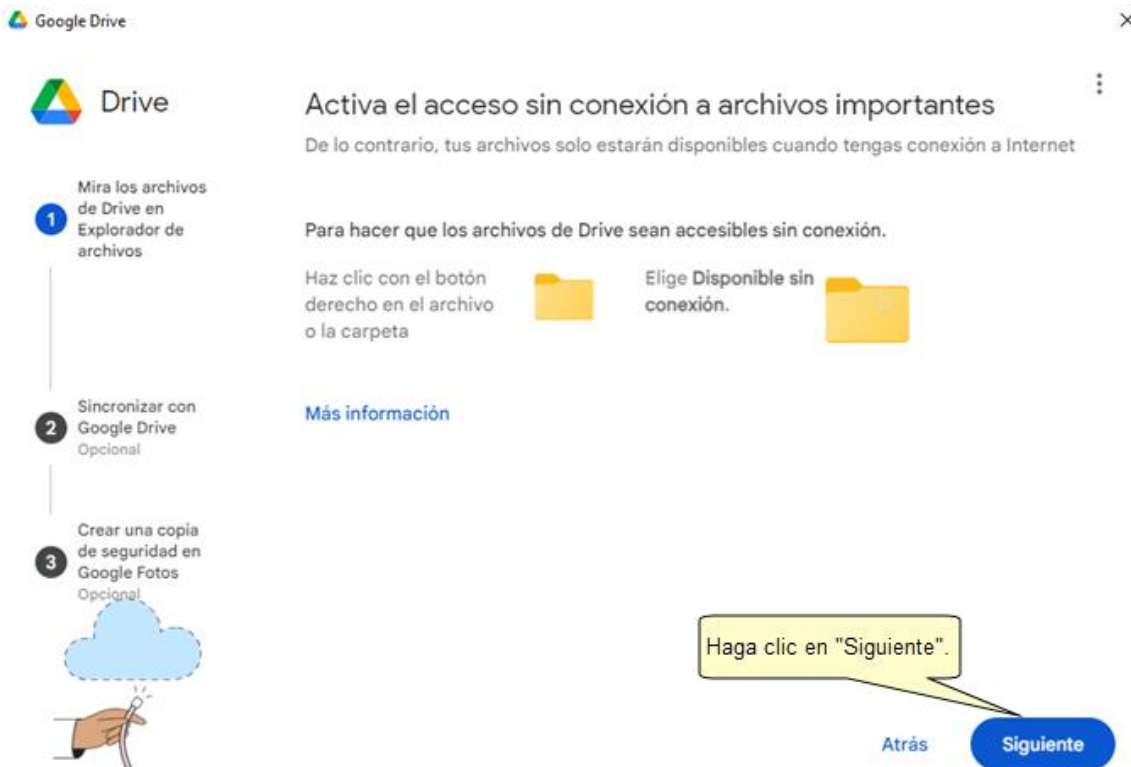 Google Drive
Drive
Activa el acceso sin conexión a archivos importantes
De lo contrario, tus archivos solo estarán disponibles cuando tengas conexión a Internet
1
Mira los archivos
de Drive en
Explorador de
archivos
Para hacer que los archivos de Drive sean accesibles sin conexión.
Haz clic con el botón
derecho en el archivo
o la carpeta
Elige Disponible sin
conexión.
2
Sincronizar con
Google Drive
Opcional
Más información
3
Crear una copia
de seguridad en
Google Fotos
Opcional
Haga clic en "Siguiente".
Atrás
Siguiente